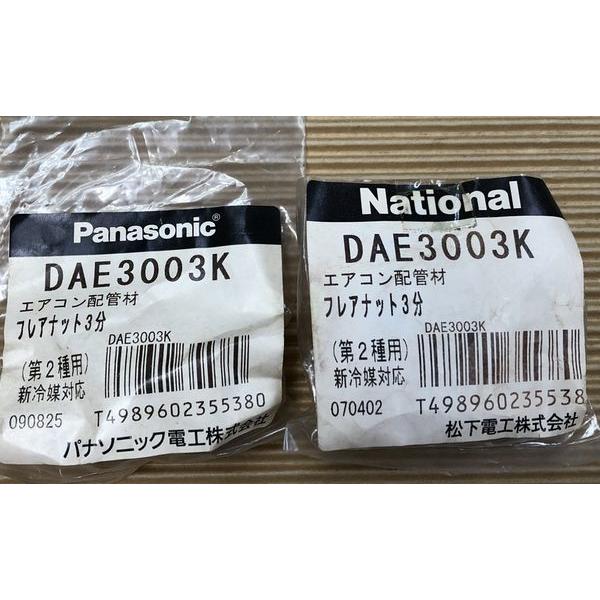 Panasonic®
DAE3003K
エアコン配管材
フレアナット3分
DAE3003K
(第2種用)
新冷媒対応
090825 T4989602355380
パナソニック電工株式会社
National
DAE3003K
エアコン配管材
フレアナット3分
DAE3003K
(第2種用)
新冷媒対応
070402 T498960235538
松下電工株式会社